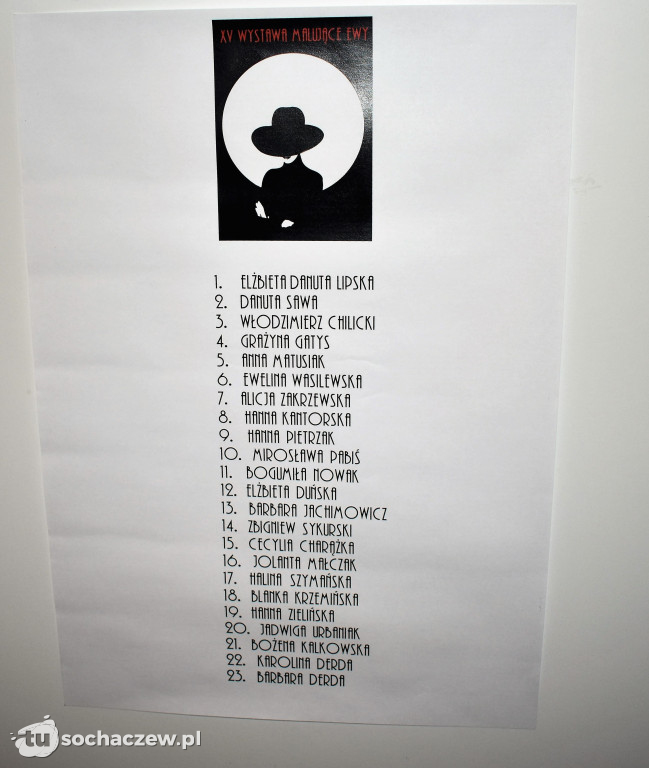 XV WYSTAWA MALUJĄCE EWY
1. ELŻBIETA DANUTA LIPSKA
2. DANUTA SAWA
3. WŁODZIMIERZ CHILICKI
4. GRAŻYNA GATYS
5. ANNA MATUSIAK
6. EWELINA WASILEWSKA
7. ALICJA ZAKRZEWSKA
8. HANNA KANTORSKA
9. HANNA PIETRZAK
10. MIROSŁAWA PABIŚ
11. BOGUMIŁA NOWAK
12. ELŻBIETA DUŃSKA
13. BARBARA JACHIMOWICZ
14. ZBIGNIEW SYKURSKI
15. CECYLIA CHARĄŻKA
16. JOLANTA MAŁCZAK
17. HALINA SZYMAŃSKA
18. BLANKA KRZEMIŃSKA
19. HANNA ZIELIŃSKA
20. JADWIGA URBANIAK
21. BOŻENA KALKOWSKA
22. KAROLINA DERDA
23. BARBARA DERDA
tu sochaczew.pl